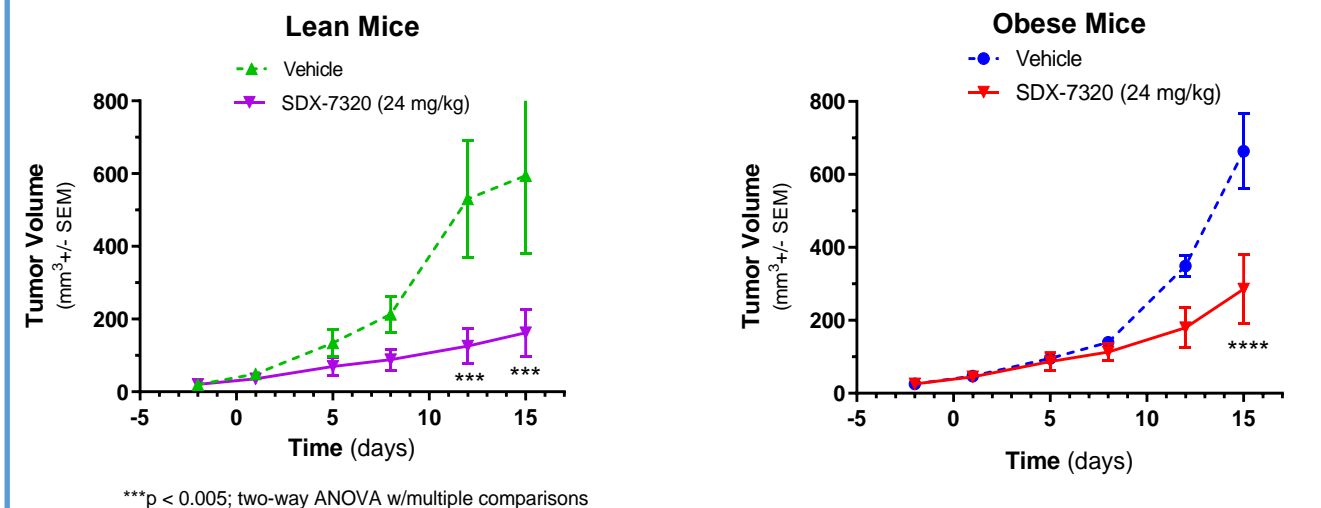 Lean Mice
Vehicle
SDX-7320 (24 mg/kg)
800
600
400
200
0
Tumor Volume
(mm³+/- SEM)
-5
0
5
10
15
***
***
Time (days)
***p < 0.005; two-way ANOVA w/multiple comparisons
Obese Mice
Vehicle
SDX-7320 (24 mg/kg)
800
600
400
200
0
Tumor Volume
(mm³+/- SEM)
-5
0
5
10
15
****
Time (days)